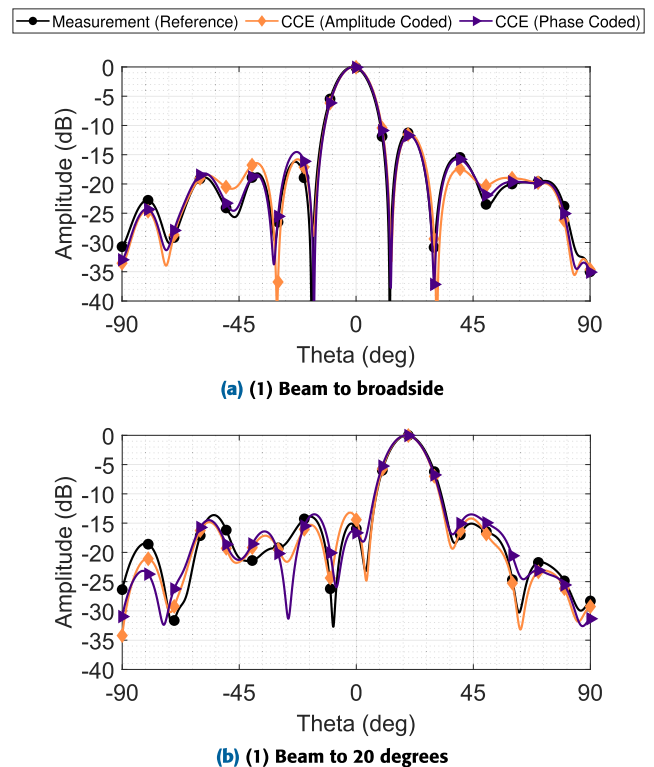 Measurement (Reference) CCE (Amplitude Coded) CCE (Phase Coded)
0
-5
-10
-15
-20
-25
-30
-35
-40
Amplitude (dB)
-90 -45 0 45 90
Theta (deg)
(a) (1) Beam to broadside
0
-5
-10
-15
-20
-25
-30
-35
-40
Amplitude (dB)
-90 -45 0 45 90
Theta (deg)
(b) (1) Beam to 20 degrees